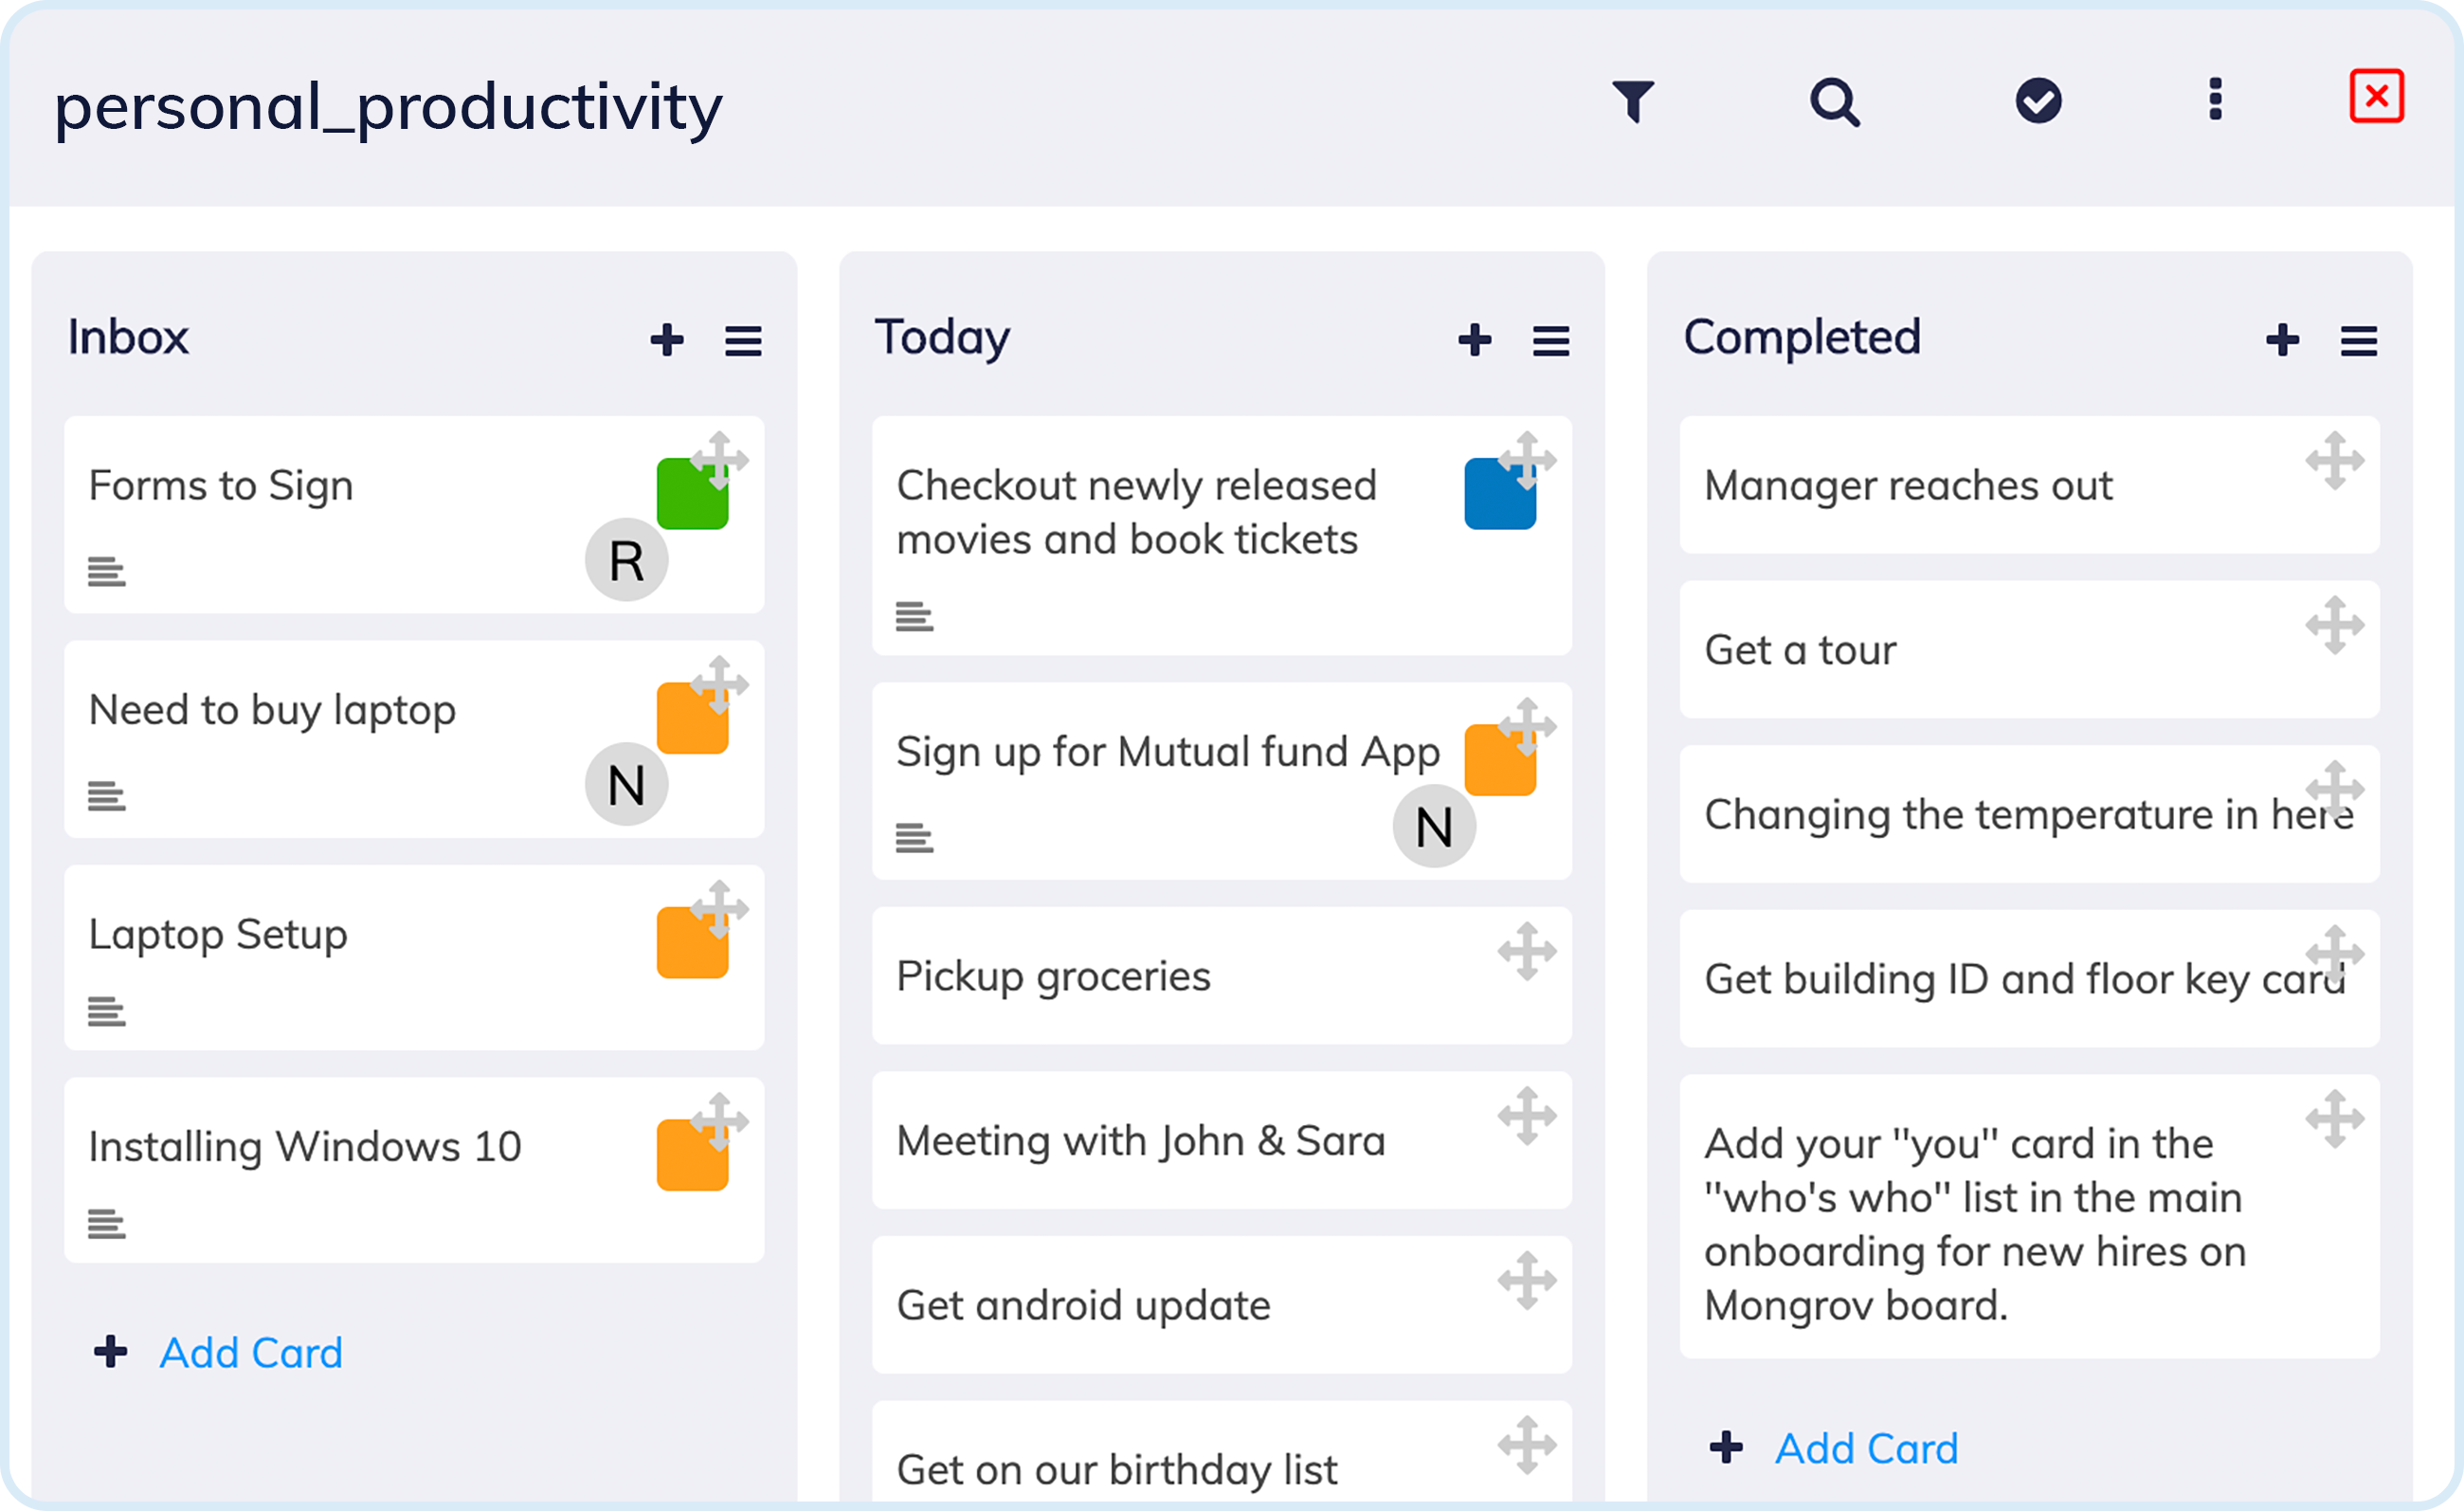 personal_productivity
Inbox
Forms to Sign
R
Need to buy laptop
N
Laptop Setup
Installing Windows 10
Add Card
Today
Checkout newly released
movies and book tickets
Sign up for Mutual fund App
N
Pickup groceries
Meeting with John & Sara
Get android update
Get on our birthday list
Completed
Manager reaches out
Get a tour
Changing the temperature in here
Get building ID and floor key card
Add your "you" card in the
"who's who" list in the main
onboarding for new hires on
Mongrov board.
Add Card